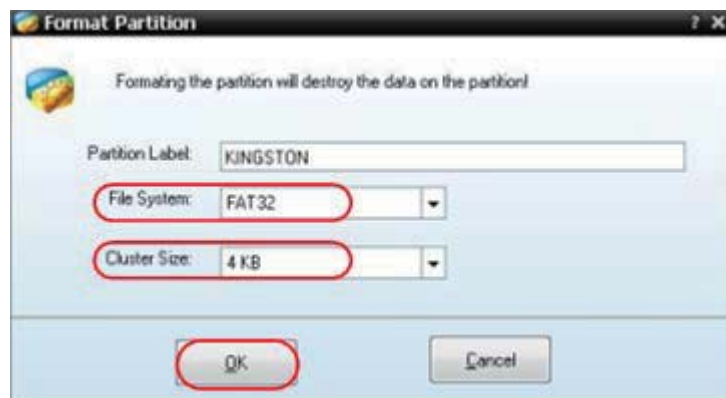 Format Partition
Formating the partition will destroy the data on the partition!
Partition Label: KINGSTON
File System: FAT32
Cluster Size: 4 KB
OK Cancel